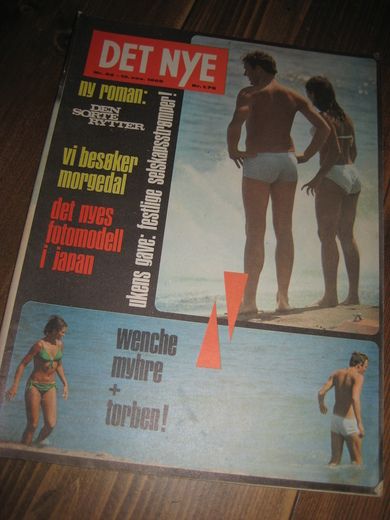 DET NYE
ny roman:
DEN
SORTE
RYTTER
vi besøker
morgedal
det nyes
fotomodell
i japan
ukens gave: festlige selskapsstrømper!
wenche
myhre
+
torben!